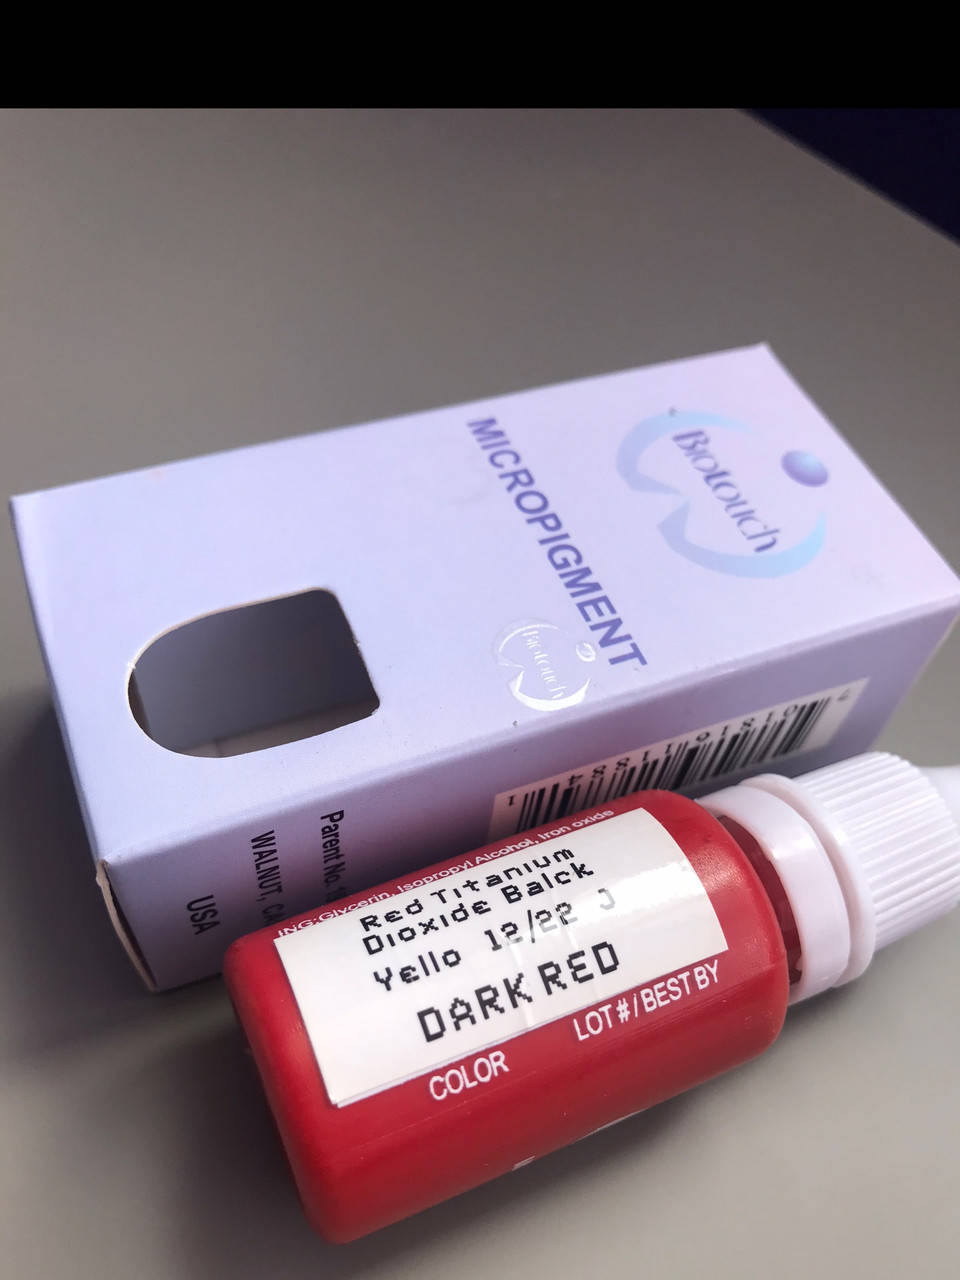 Biotouch
MICROPIGMENT
Biotouch
Parent No.
WALNUT, CA
USA
ING:Glycerin, Isopropyl Alcohol, Iron oxide
Red Titanium
Dioxide Balck
Yello 12/22 J
DARK RED
COLOR
LOT # / BEST BY